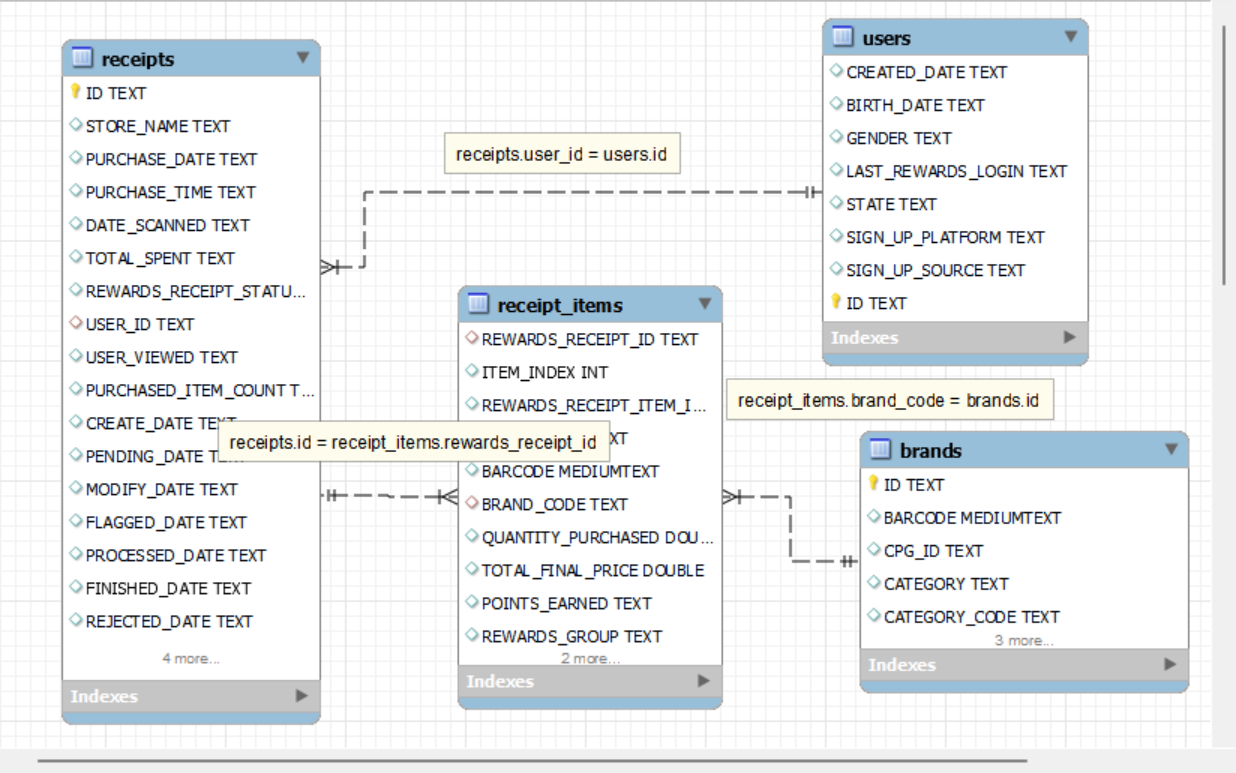 receipts
ID TEXT
STORE_NAME TEXT
PURCHASE_DATE TEXT
PURCHASE_TIME TEXT
DATE_SCANNED TEXT
TOTAL_SPENT TEXT
REWARDS_RECEIPT_STATU...
USER_ID TEXT
USER_VIEWED TEXT
PURCHASED_ITEM_COUNT T...
CREATE_DATE TEXT
PENDING_DATE T...
MODIFY_DATE TEXT
FLAGGED_DATE TEXT
PROCESSED_DATE TEXT
FINISHED_DATE TEXT
REJECTED_DATE TEXT
4 more...
Indexes
receipts.user_id = users.id
receipts.id = receipt_items.rewards_receipt_id
receipt_items
REWARDS_RECEIPT_ID TEXT
ITEM_INDEX INT
REWARDS_RECEIPT_ITEM_I...
BARCODE MEDIUMTEXT
BRAND_CODE TEXT
QUANTITY_PURCHASED DOU...
TOTAL_FINAL_PRICE DOUBLE
POINTS_EARNED TEXT
REWARDS_GROUP TEXT
2 more...
Indexes
users
CREATED_DATE TEXT
BIRTH_DATE TEXT
GENDER TEXT
LAST_REWARDS_LOGIN TEXT
STATE TEXT
SIGN_UP_PLATFORM TEXT
SIGN_UP_SOURCE TEXT
ID TEXT
Indexes
receipt_items.brand_code = brands.id
brands
ID TEXT
BARCODE MEDIUMTEXT
CPG_ID TEXT
CATEGORY TEXT
CATEGORY_CODE TEXT
3 more...
Indexes